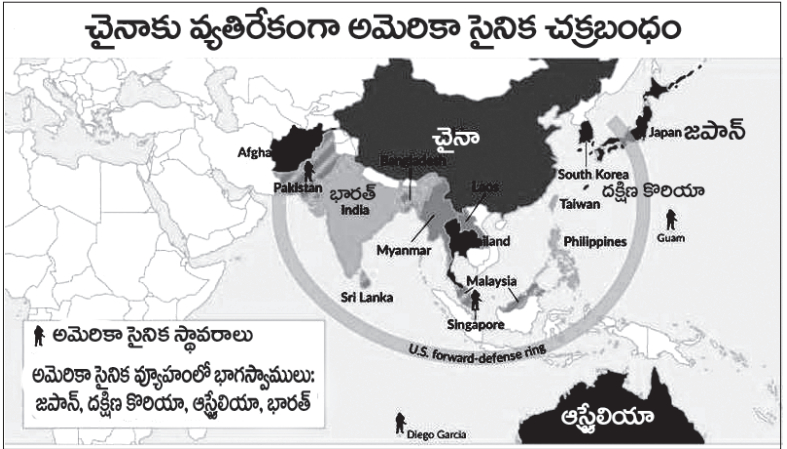 చైనాకు వ్యతిరేకంగా అమెరికా సైనిక చక్రబంధం
చైనా
Japan జపాన్
Afgha
Bangladesh
South Korea
Pakistan
భారత్
Laos
దక్షిణ కొరియా
India
Taiwan
Guam
Myanmar
ailand
Philippines
Sri Lanka
Malaysia
Singapore
U.S. forward-defense ring
అమెరికా సైనిక స్థావరాలు
అమెరికా సైనిక వ్యూహంలో భాగస్వాములు:
జపాన్, దక్షిణ కొరియా, ఆస్ట్రేలియా, భారత్
ఆస్ట్రేలియా
Diego Garcia